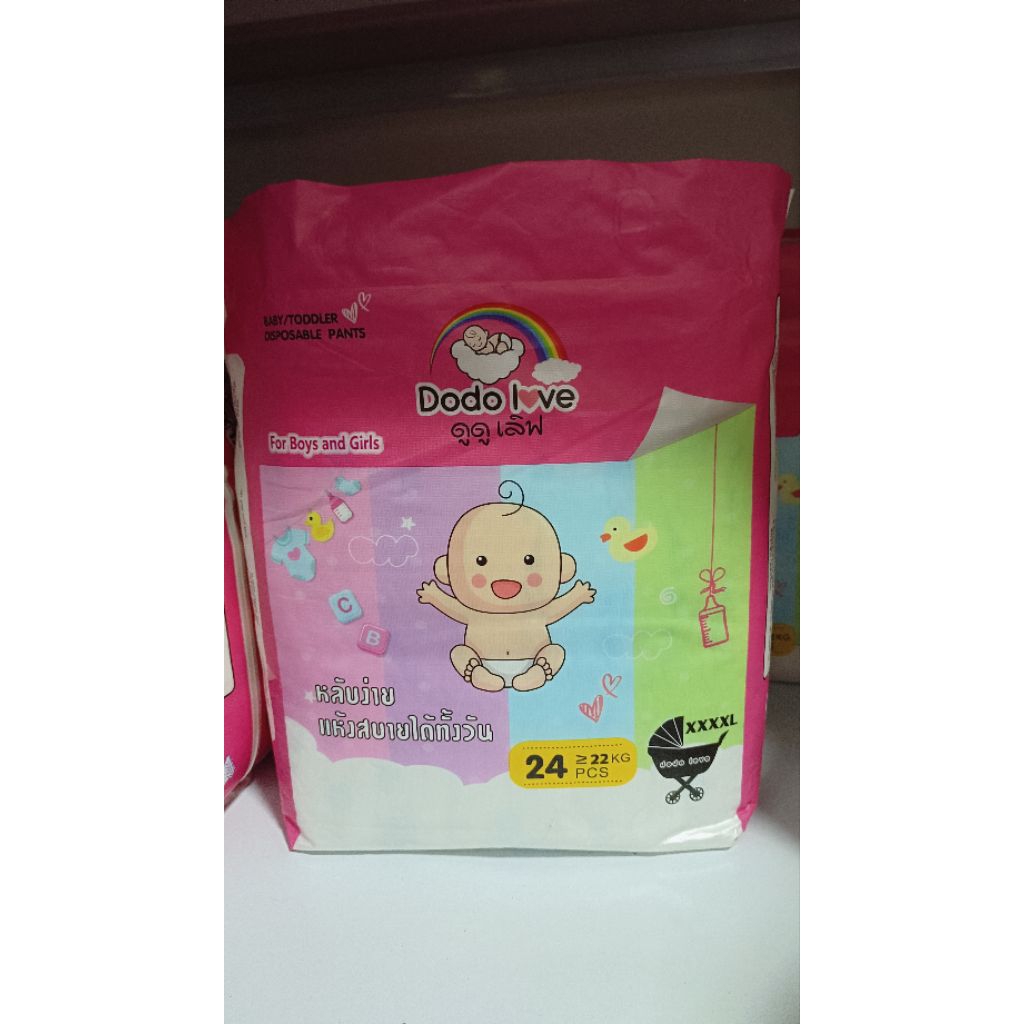 BABY/TODDLER
DISPOSABLE PANTS
Dodo love
ดูดู เลิฟ
For Boys and Girls
C
B
หลับง่าย
แห้งสบายได้ทั้งวัน
24 ≥22KG
PCS
XXXXL
dodo love
KG